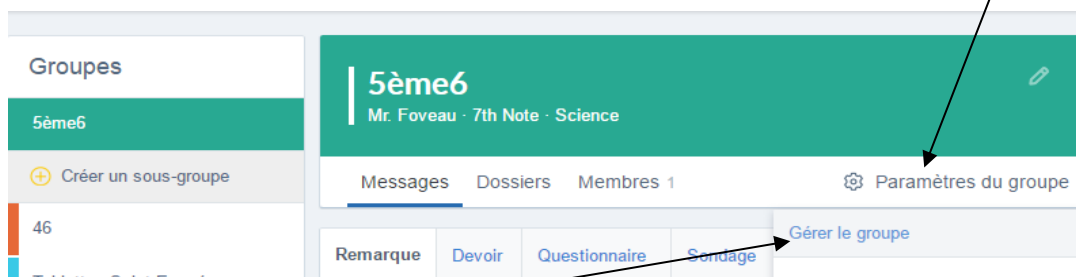 Groupes
5ème6
Créer un sous-groupe
46
5ème6
Mr. Foveau · 7th Note · Science
Messages Dossiers Membres 1 Paramètres du groupe
Gérer le groupe
Remarque Devoir Questionnaire Sondage